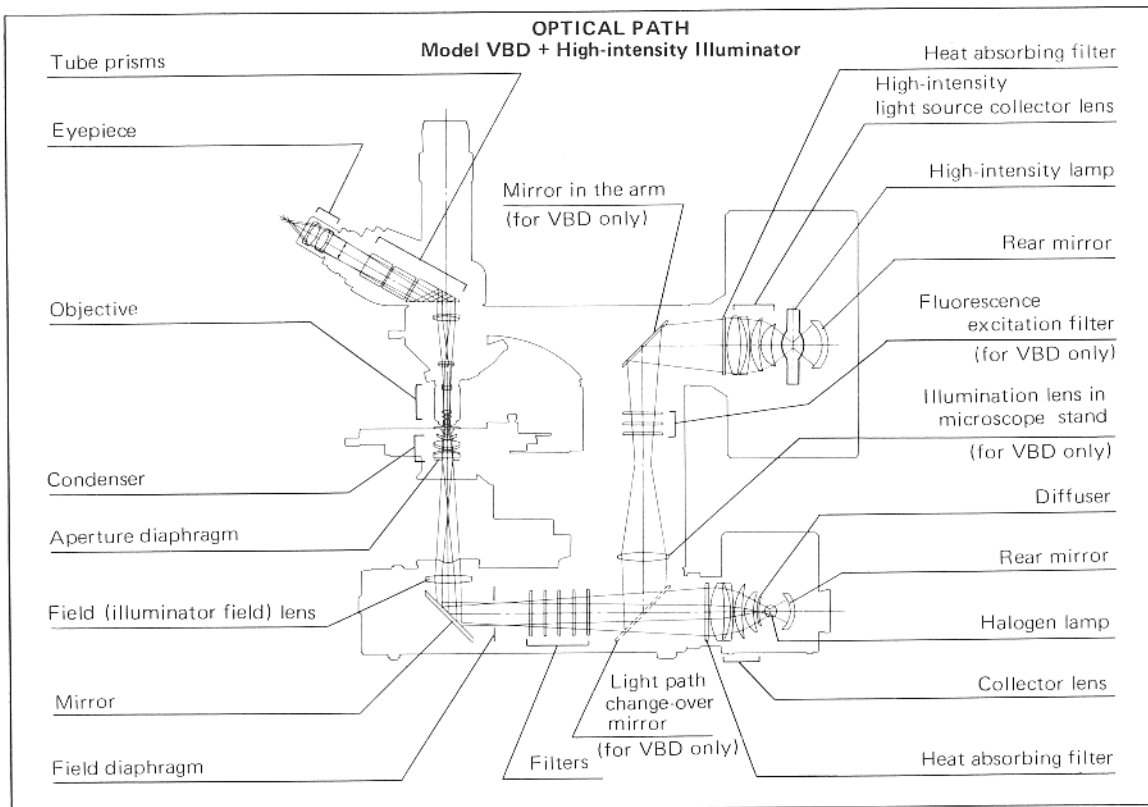 OPTICAL PATH
Model VBD + High-intensity Illuminator
Tube prisms
Eyepiece
Objective
Condenser
Aperture diaphragm
Field (illuminator field) lens
Mirror
Field diaphragm
Mirror in the arm
(for VBD only)
Filters
Light path
change-over
mirror
(for VBD only)
Heat absorbing filter
High-intensity
light source collector lens
High-intensity lamp
Rear mirror
Fluorescence
excitation filter
(for VBD only)
Illumination lens in
microscope stand
(for VBD only)
Diffuser
Rear mirror
Halogen lamp
Collector lens
Heat absorbing filter